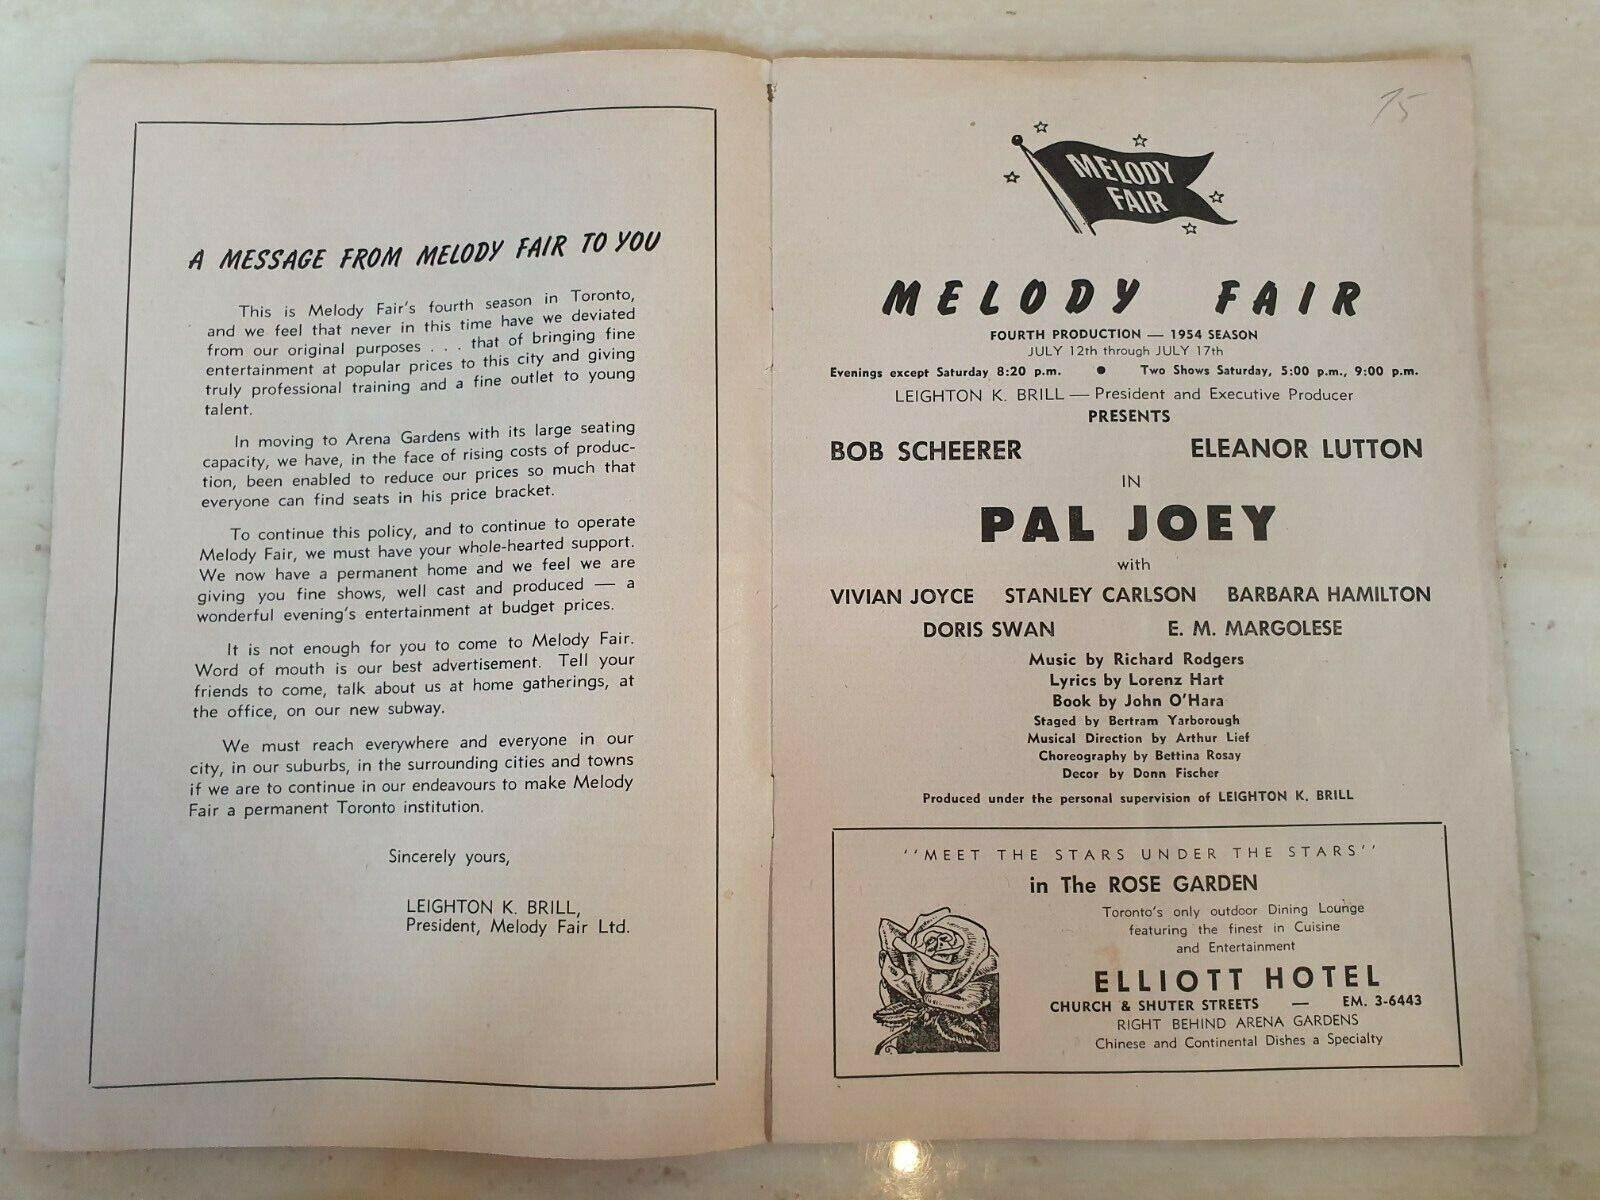 A MESSAGE FROM MELODY FAIR TO YOU
This is Melody Fair's fourth season in Toronto,
and we feel that never in this time have we deviated
from our original purposes . . . that of bringing fine
entertainment at popular prices to this city and giving
truly professional training and a fine outlet to young
talent.
In moving to Arena Gardens with its large seating
capacity, we have, in the face of rising costs of produc-
tion, been enabled to reduce our prices so much that
everyone can find seats in his price bracket.
To continue this policy, and to continue to operate
Melody Fair, we must have your whole-hearted support.
We now have a permanent home and we feel we are
giving you fine shows, well cast and produced — a
wonderful evening's entertainment at budget prices.
It is not enough for you to come to Melody Fair.
Word of mouth is our best advertisement. Tell your
friends to come, talk about us at home gatherings, at
the office, on our new subway.
We must reach everywhere and everyone in our
city, in our suburbs, in the surrounding cities and towns
if we are to continue in our endeavours to make Melody
Fair a permanent Toronto institution.
Sincerely yours,
LEIGHTON K. BRILL,
President, Melody Fair Ltd.
75
MELODY
FAIR
MELODY FAIR
FOURTH PRODUCTION — 1954 SEASON
JULY 12th through JULY 17th
Evenings except Saturday 8:20 p.m. • Two Shows Saturday, 5:00 p.m., 9:00 p.m.
LEIGHTON K. BRILL — President and Executive Producer
PRESENTS
BOB SCHEERER ELEANOR LUTTON
IN
PAL JOEY
with
VIVIAN JOYCE STANLEY CARLSON BARBARA HAMILTON
DORIS SWAN E. M. MARGOLESE
Music by Richard Rodgers
Lyrics by Lorenz Hart
Book by John O'Hara
Staged by Bertram Yarborough
Musical Direction by Arthur Lief
Choreography by Bettina Rosay
Decor by Donn Fischer
Produced under the personal supervision of LEIGHTON K. BRILL
''MEET THE STARS UNDER THE STARS''
in The ROSE GARDEN
Toronto's only outdoor Dining Lounge
featuring the finest in Cuisine
and Entertainment
ELLIOTT HOTEL
CHURCH & SHUTER STREETS — EM. 3-6443
RIGHT BEHIND ARENA GARDENS
Chinese and Continental Dishes a Specialty